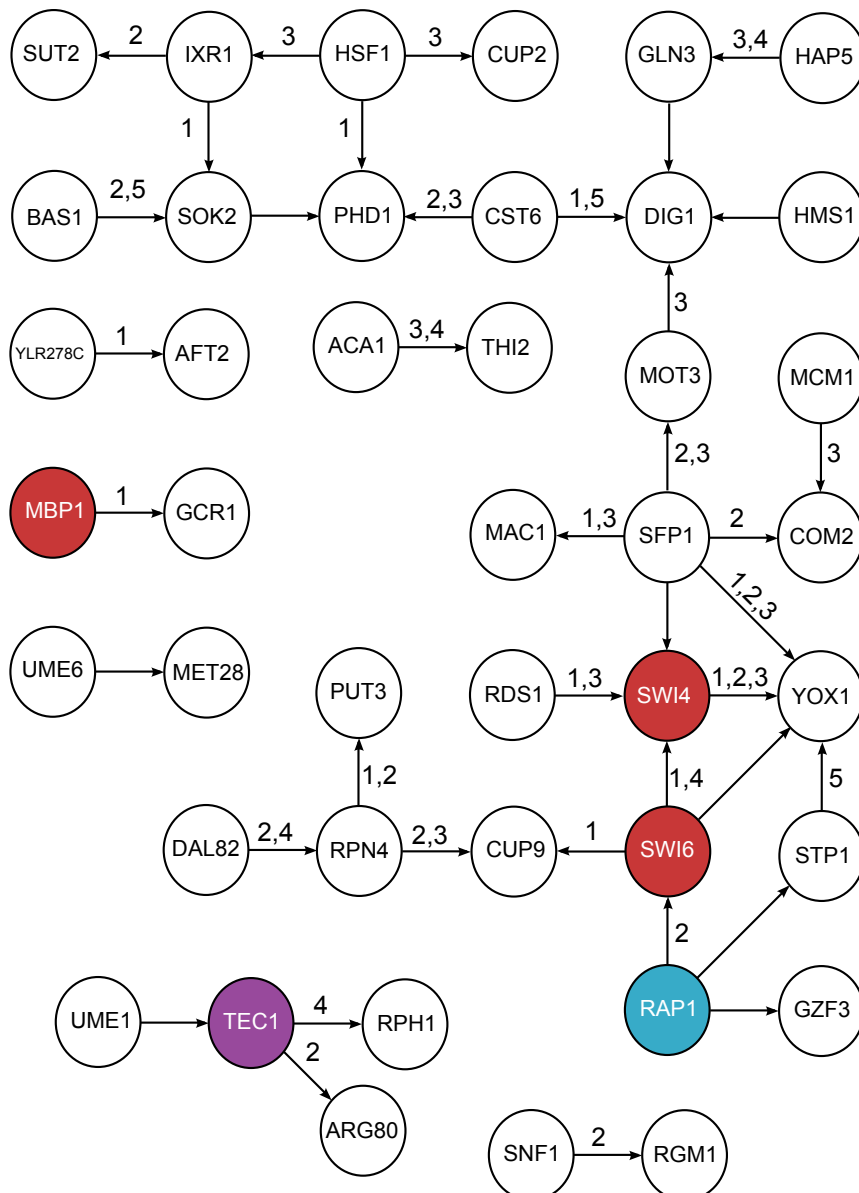 2 3 3 3,4
SUT2 IXR1 HSF1 CUP2 GLN3 HAP5
1 1
2,5 2,3 1,5
BAS1 SOK2 PHD1 CST6 DIG1 HMS1
3
1 3,4
YLR278C AFT2 ACA1 THI2
MOT3 MCM1
2,3 3
1
MBP1 GCR1
1,3 2
MAC1 SFP1 COM2
1,2,3
UME6 MET28
1,3 1,2,3
PUT3 RDS1 SWI4 YOX1
1,2 1,4 5
2,4 2,3 1
DAL82 RPN4 CUP9 SWI6 STP1
2
4
UME1 TEC1 RPH1 RAP1 GZF3
2
ARG80
2
SNF1 RGM1